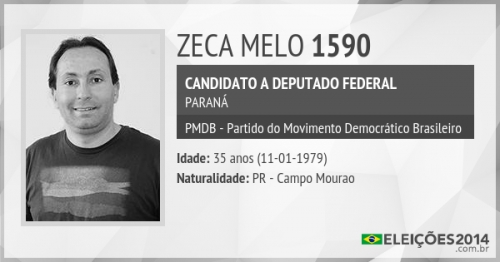 ZECA MELO 1590
CANDIDATO A DEPUTADO FEDERAL
PARANÁ
PMDB - Partido do Movimento Democrático Brasileiro
Idade: 35 anos (11-01-1979)
Naturalidade: PR - Campo Mourao
ELEIÇÕES2014
.com.br